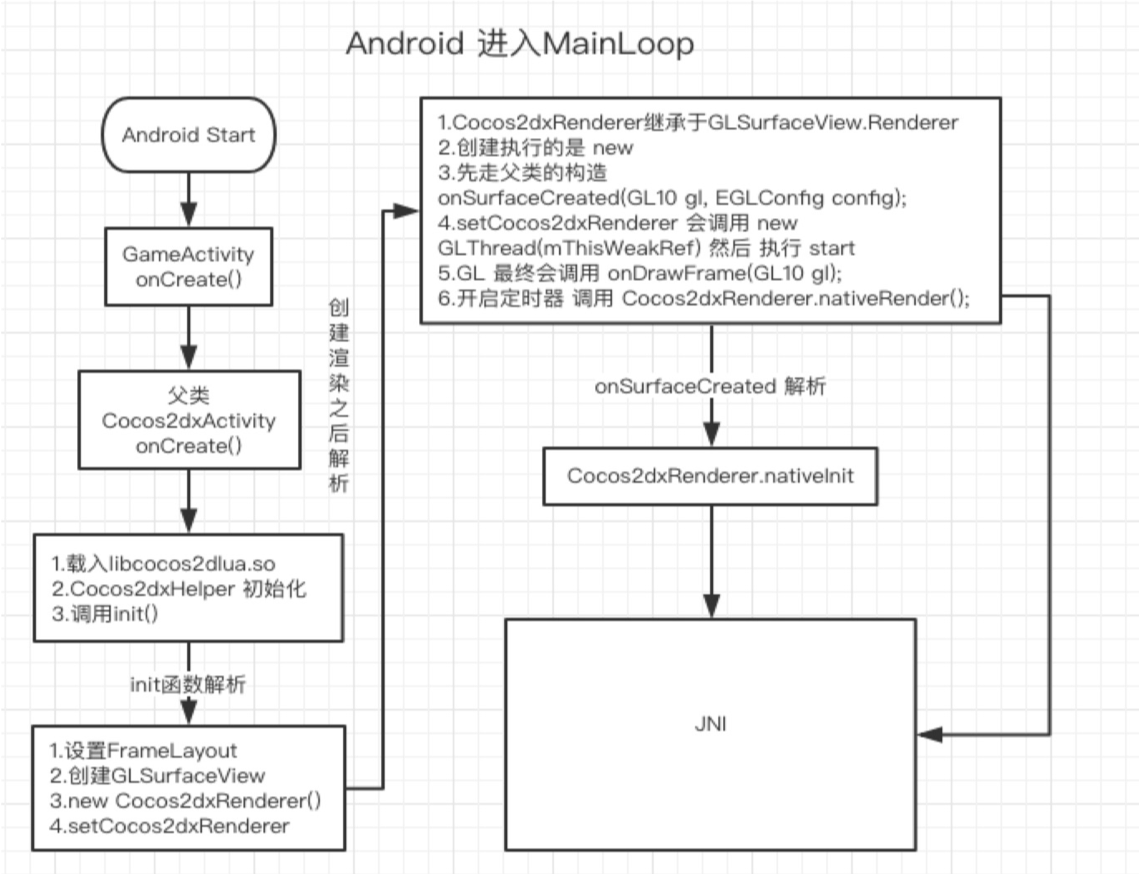 Android 进入MainLoop
Android Start
GameActivity
onCreate()
父类
Cocos2dxActivity
onCreate()
1.载入libcocos2dlua.so
2.Cocos2dxHelper 初始化
3.调用init()
init函数解析
1.设置FrameLayout
2.创建GLSurfaceView
3.new Cocos2dxRenderer()
4.setCocos2dxRenderer
创
建
渲
染
之
后
解
析
1.Cocos2dxRenderer继承于GLSurfaceView.Renderer
2.创建执行的是 new
3.先走父类的构造
onSurfaceCreated(GL10 gl, EGLConfig config);
4.setCocos2dxRenderer 会调用 new
GLThread(mThisWeakRef) 然后 执行 start
5.GL 最终会调用 onDrawFrame(GL10 gl);
6.开启定时器 调用 Cocos2dxRenderer.nativeRender();
onSurfaceCreated 解析
Cocos2dxRenderer.nativeInit
JNI